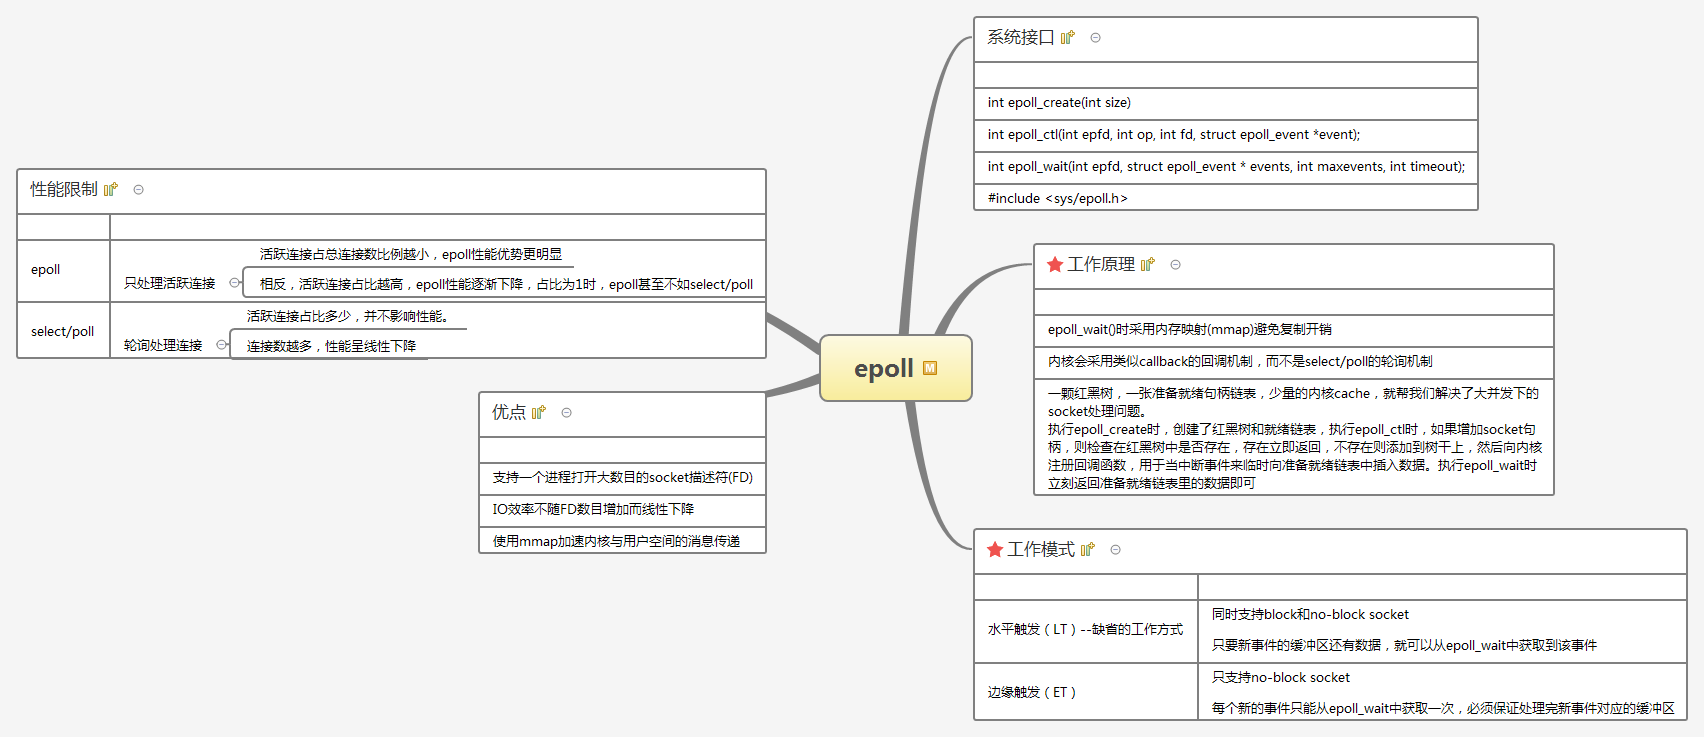 系统接口
int epoll_create(int size)
int epoll_ctl(int epfd, int op, int fd, struct epoll_event *event);
int epoll_wait(int epfd, struct epoll_event * events, int maxevents, int timeout);
#include <sys/epoll.h>
性能限制
epoll
只处理活跃连接
活跃连接占总连接数比例越小，epoll性能优势更明显
相反，活跃连接占比越高，epoll性能逐渐下降，占比为1时，epoll甚至不如select/poll
select/poll
轮询处理连接
活跃连接占比多少，并不影响性能。
连接数越多，性能呈线性下降
epoll
M
优点
支持一个进程打开大数目的socket描述符(FD)
IO效率不随FD数目增加而线性下降
使用mmap加速内核与用户空间的消息传递
工作原理
epoll_wait()时采用内存映射(mmap)避免复制开销
内核会采用类似callback的回调机制，而不是select/poll的轮询机制
一颗红黑树，一张准备就绪句柄链表，少量的内核cache，就帮我们解决了大并发下的
socket处理问题。
执行epoll_create时，创建了红黑树和就绪链表，执行epoll_ctl时，如果增加socket句
柄，则检查在红黑树中是否存在，存在立即返回，不存在则添加到树干上，然后向内核
注册回调函数，用于当中断事件来临时向准备就绪链表中插入数据。执行epoll_wait时
立刻返回准备就绪链表里的数据即可
工作模式
水平触发（LT）--缺省的工作方式
同时支持block和no-block socket
只要新事件的缓冲区还有数据，就可以从epoll_wait中获取到该事件
边缘触发（ET）
只支持no-block socket
每个新的事件只能从epoll_wait中获取一次，必须保证处理完新事件对应的缓冲区